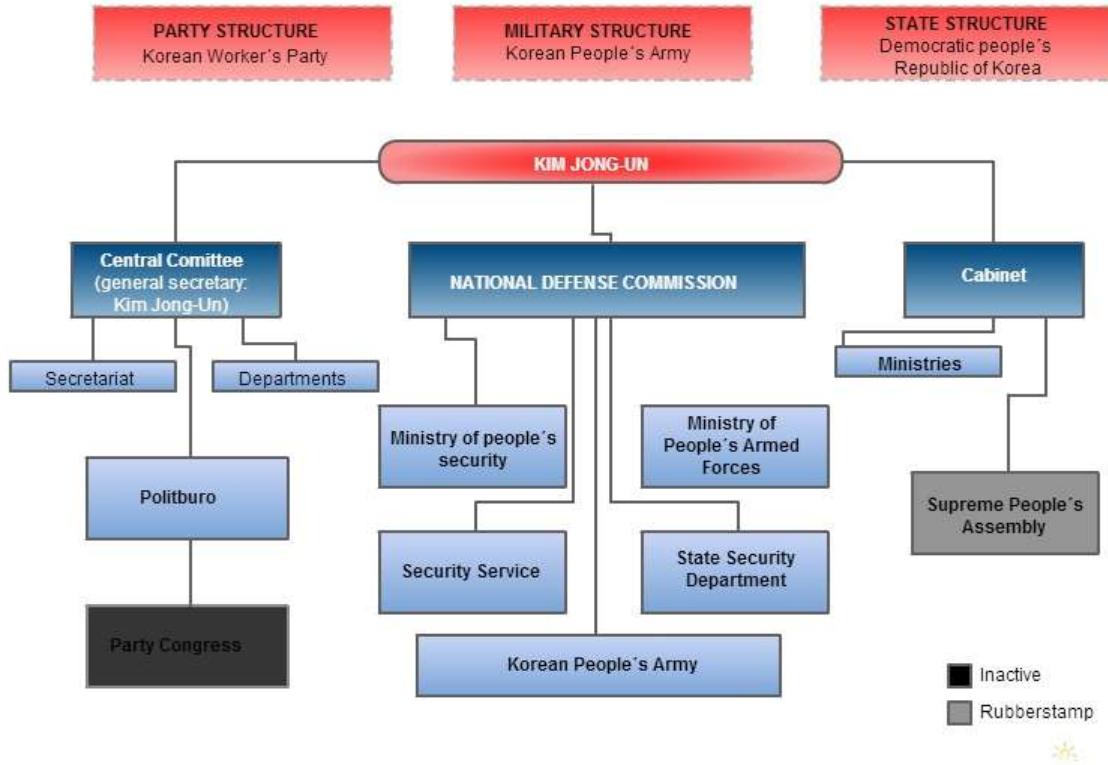 PARTY STRUCTURE
Korean Worker´s Party
MILITARY STRUCTURE
Korean People´s Army
STATE STRUCTURE
Democratic people´s
Republic of Korea
KIM JONG-UN
Central Comittee
(general secretary:
Kim Jong-Un)
NATIONAL DEFENSE COMMISSION
Cabinet
Secretariat
Departments
Ministries
Ministry of people´s
security
Ministry of
People´s Armed
Forces
Politburo
Supreme People´s
Assembly
Security Service
State Security
Department
Party Congress
Korean People´s Army
Inactive
Rubberstamp